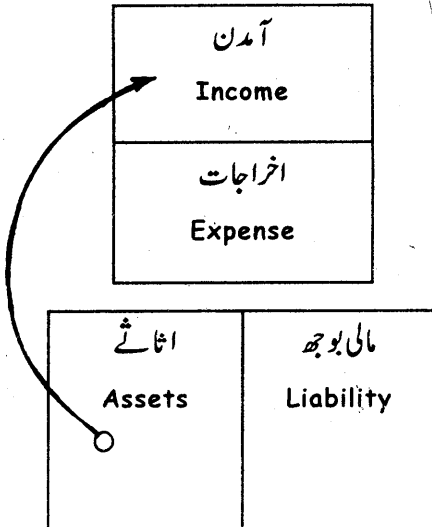 آمدن
Income
اخراجات
Expense
اثاثے
Assets
مالی بوجھ
Liability